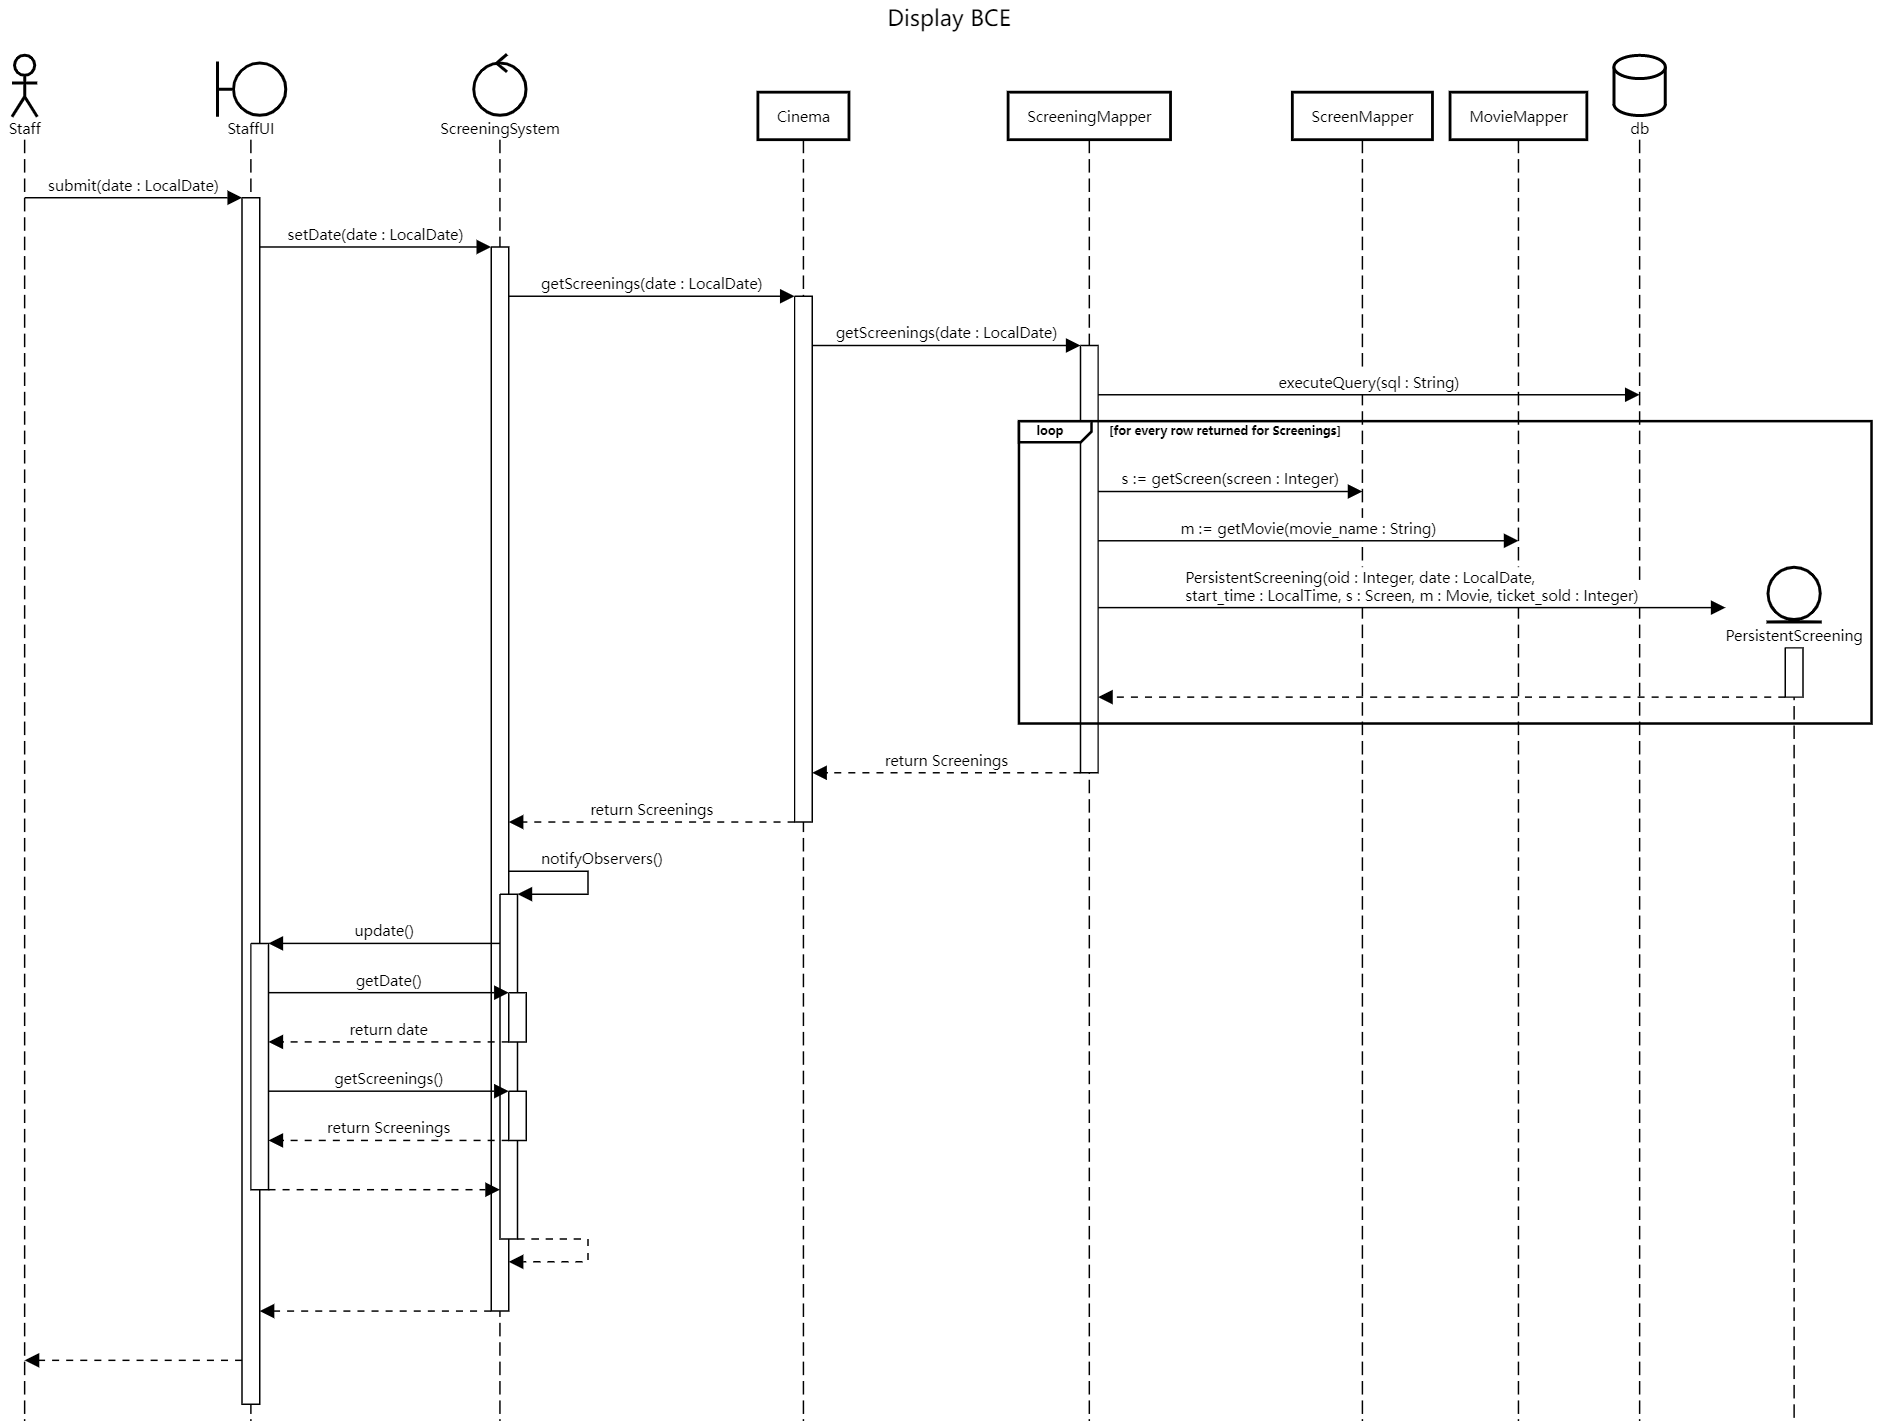 Display BCE
Staff
StaffUI
ScreeningSystem
Cinema
ScreeningMapper
ScreenMapper
MovieMapper
db
submit(date : LocalDate)
setDate(date : LocalDate)
getScreenings(date : LocalDate)
getScreenings(date : LocalDate)
executeQuery(sql : String)
loop
[for every row returned for Screenings]
s := getScreen(screen : Integer)
m := getMovie(movie_name : String)
PersistentScreening(oid : Integer, date : LocalDate,
start_time : LocalTime, s : Screen, m : Movie, ticket_sold : Integer)
PersistentScreening
return Screenings
return Screenings
notifyObservers()
update()
getDate()
return date
getScreenings()
return Screenings